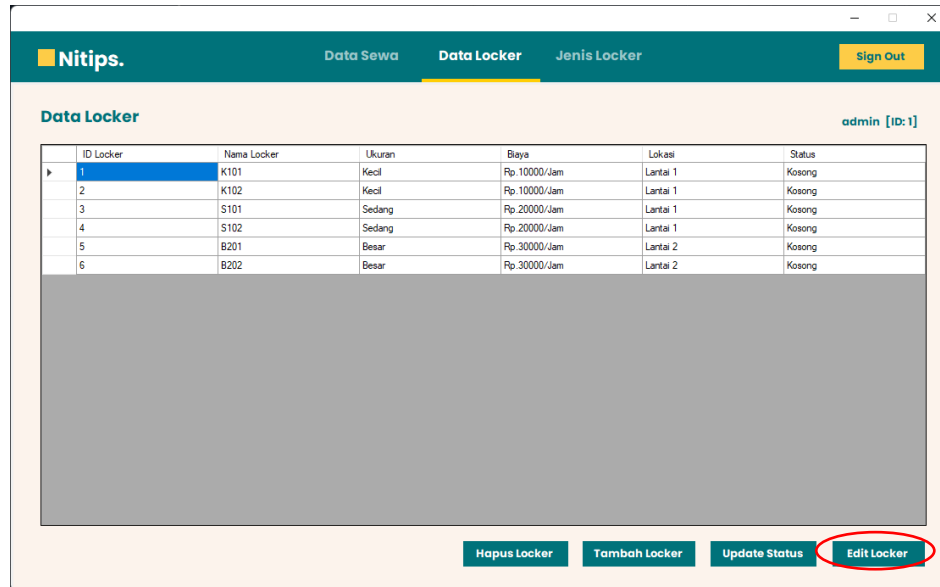 Nitips. Data Sewa Data Locker Jenis Locker Sign Out
Data Locker
admin [ID: 1]
ID Locker Nama Locker Ukuran Biaya Lokasi Status
1 K101 Kecil Rp.10000/Jam Lantai 1 Kosong
2 K102 Kecil Rp.10000/Jam Lantai 1 Kosong
3 S101 Sedang Rp.20000/Jam Lantai 1 Kosong
4 S102 Sedang Rp.20000/Jam Lantai 1 Kosong
5 B201 Besar Rp.30000/Jam Lantai 2 Kosong
6 B202 Besar Rp.30000/Jam Lantai 2 Kosong
Hapus Locker Tambah Locker Update Status Edit Locker